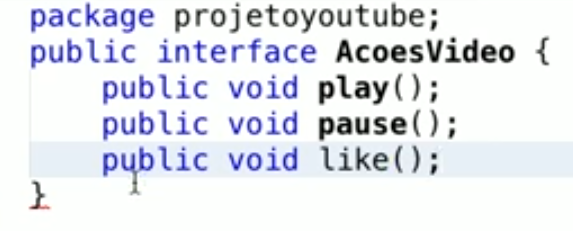 package projetoyoutube;
public interface AcoesVideo {
    public void play();
    public void pause();
    public void like();
}